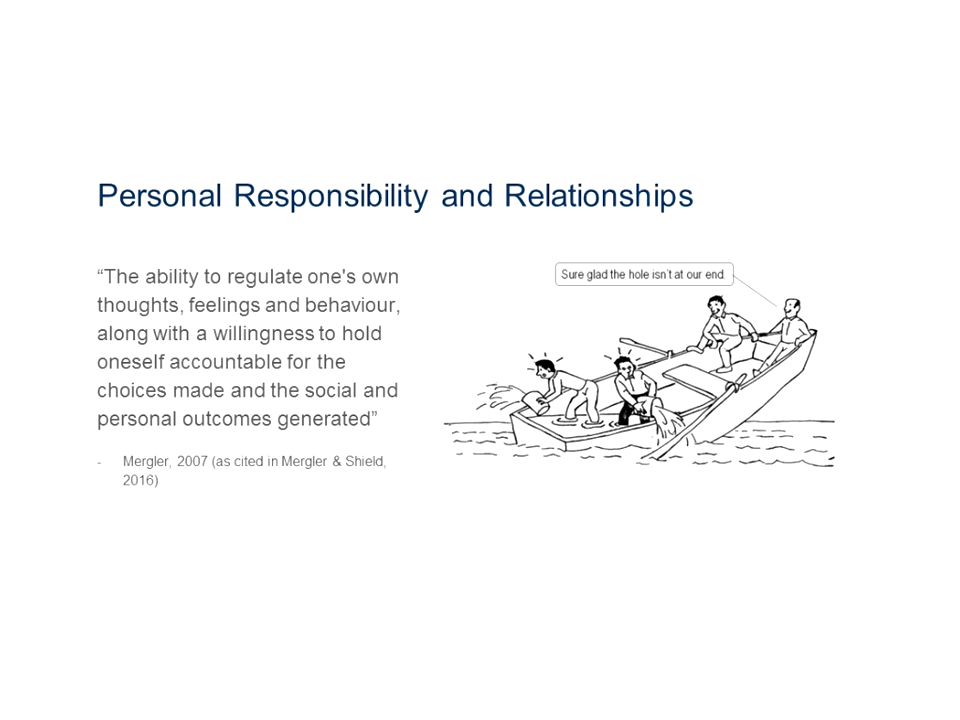 Personal Responsibility and Relationships
“The ability to regulate one's own
thoughts, feelings and behaviour,
along with a willingness to hold
oneself accountable for the
choices made and the social and
personal outcomes generated”
- Mergler, 2007 (as cited in Mergler & Shield,
2016)
Sure glad the hole isn't at our end.